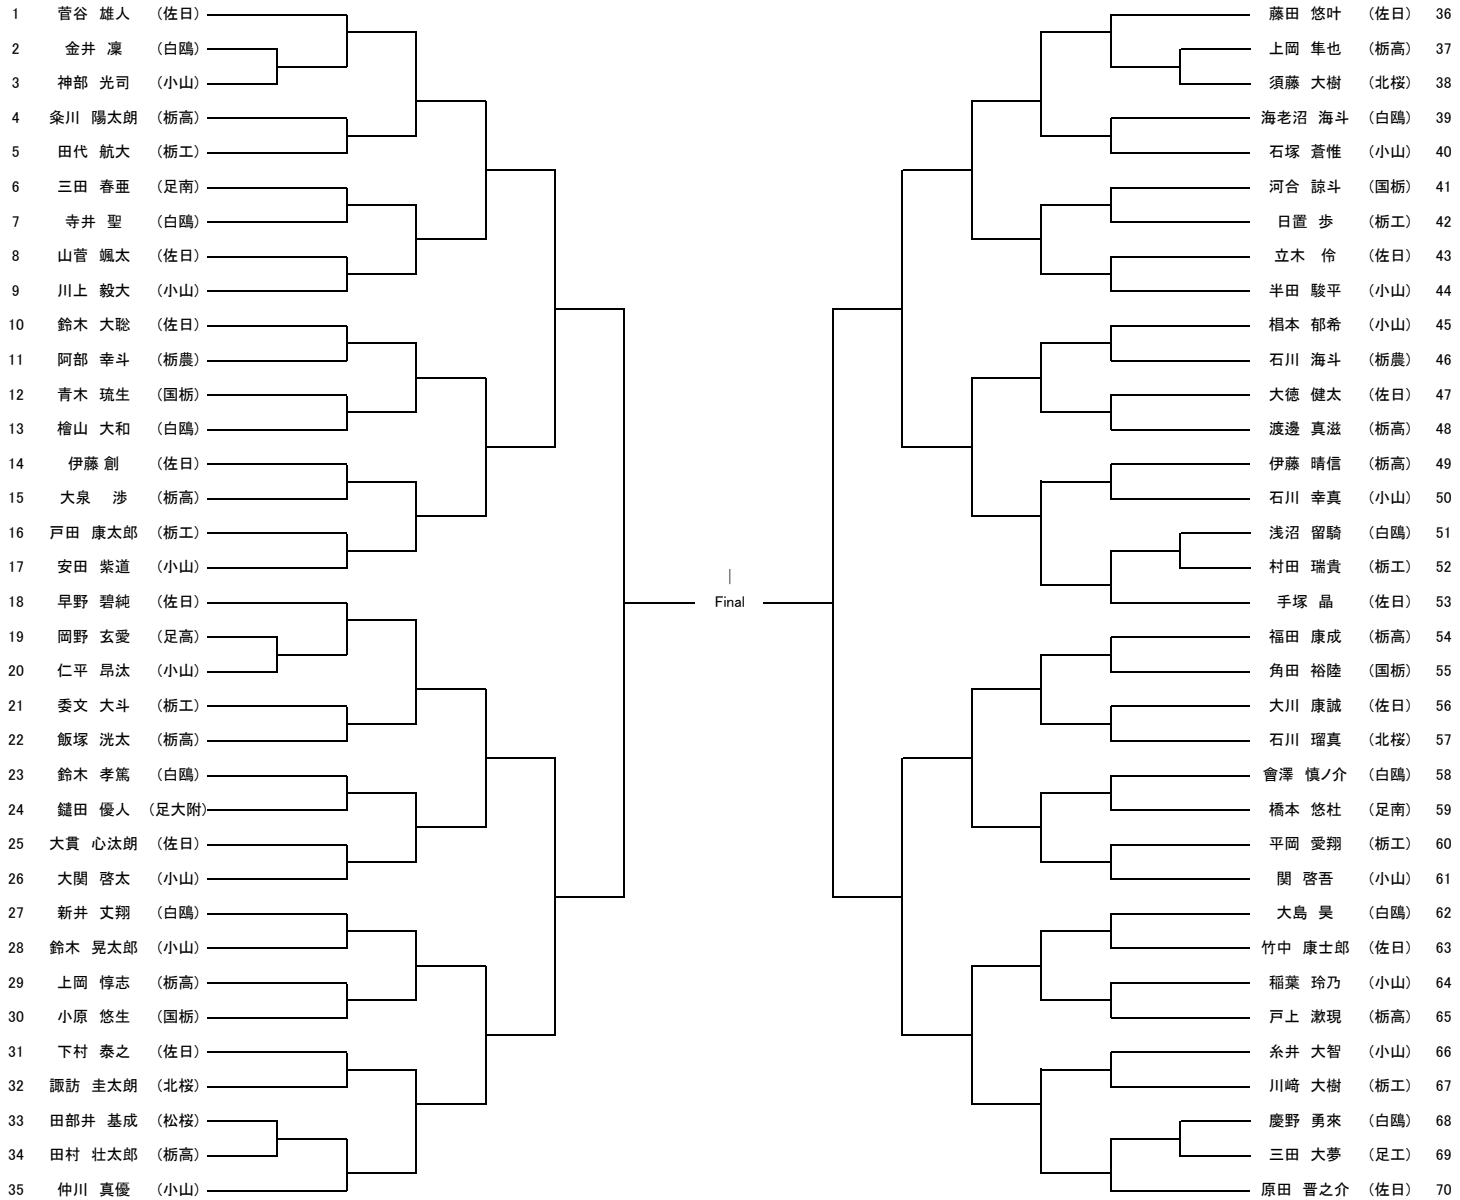 1 菅谷 雄人 （佐日）
2 金井 凜 （白鴎）
3 神部 光司 （小山）
4 粂川 陽太朗 （栃高）
5 田代 航大 （栃工）
6 三田 春亜 （足南）
7 寺井 聖 （白鴎）
8 山菅 颯太 （佐日）
9 川上 毅大 （小山）
10 鈴木 大聡 （佐日）
11 阿部 幸斗 （栃農）
12 青木 琉生 （国栃）
13 檜山 大和 （白鴎）
14 伊藤 創 （佐日）
15 大泉 渉 （栃高）
16 戸田 康太郎 （栃工）
17 安田 紫道 （小山）
18 早野 碧純 （佐日）
19 岡野 玄愛 （足高）
20 仁平 昂汰 （小山）
21 委文 大斗 （栃工）
22 飯塚 洸太 （栃高）
23 鈴木 孝篤 （白鴎）
24 鑓田 優人 （足大附）
25 大貫 心汰朗 （佐日）
26 大関 啓太 （小山）
27 新井 丈翔 （白鴎）
28 鈴木 晃太郎 （小山）
29 上岡 惇志 （栃高）
30 小原 悠生 （国栃）
31 下村 泰之 （佐日）
32 諏訪 圭太朗 （北桜）
33 田部井 基成 （松桜）
34 田村 壮太郎 （栃高）
35 仲川 真優 （小山）
Final
藤田 悠叶 （佐日） 36
上岡 隼也 （栃高） 37
須藤 大樹 （北桜） 38
海老沼 海斗 （白鴎） 39
石塚 蒼惟 （小山） 40
河合 諒斗 （国栃） 41
日置 歩 （栃工） 42
立木 伶 （佐日） 43
半田 駿平 （小山） 44
椙本 郁希 （小山） 45
石川 海斗 （栃農） 46
大徳 健太 （佐日） 47
渡邊 真滋 （栃高） 48
伊藤 晴信 （栃高） 49
石川 幸真 （小山） 50
浅沼 留騎 （白鴎） 51
村田 瑞貴 （栃工） 52
手塚 晶 （佐日） 53
福田 康成 （栃高） 54
角田 裕陸 （国栃） 55
大川 康誠 （佐日） 56
石川 瑠真 （北桜） 57
會澤 慎ノ介 （白鴎） 58
橋本 悠杜 （足南） 59
平岡 愛翔 （栃工） 60
関 啓吾 （小山） 61
大島 昊 （白鴎） 62
竹中 康士郎 （佐日） 63
稲葉 玲乃 （小山） 64
戸上 漱現 （栃高） 65
糸井 大智 （小山） 66
川﨑 大樹 （栃工） 67
慶野 勇來 （白鴎） 68
三田 大夢 （足工） 69
原田 晋之介 （佐日） 70